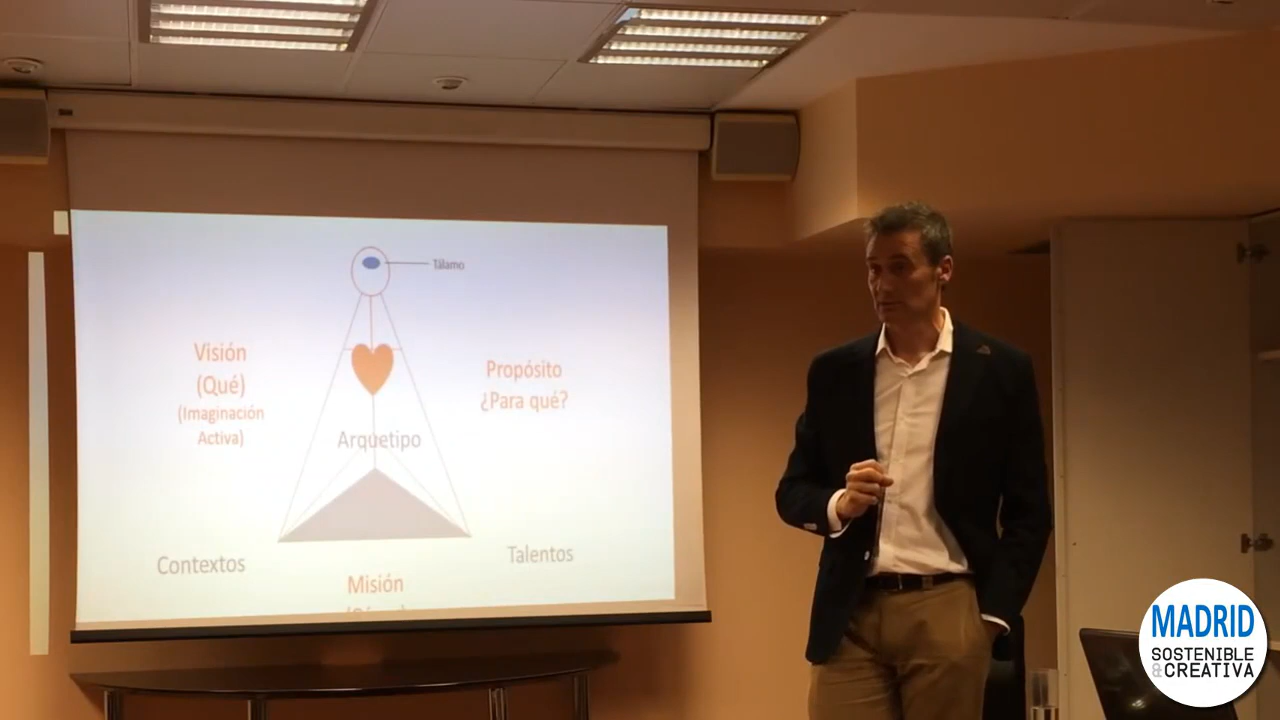 Tálamo
Visión
(Qué)
(Imaginación
Activa)
Propósito
¿Para qué?
Arquetipo
Contextos
Talentos
Misión
MADRID
SOSTENIBLE
&CREATIVA